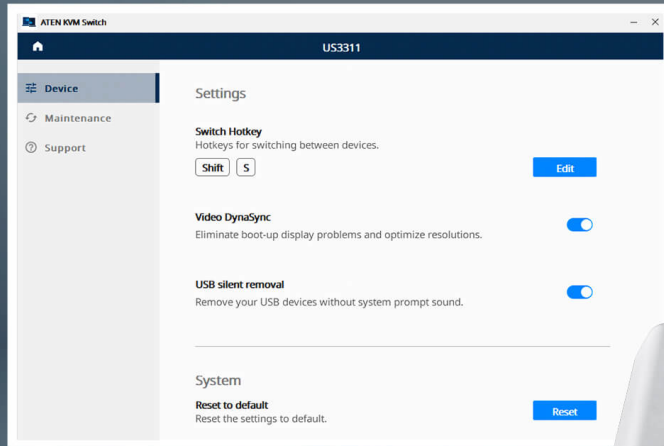 ATEN KVM Switch
US3311
Device
Maintenance
Support
Settings
Switch Hotkey
Hotkeys for switching between devices.
Shift S
Edit
Video DynaSync
Eliminate boot-up display problems and optimize resolutions.
USB silent removal
Remove your USB devices without system prompt sound.
System
Reset to default
Reset the settings to default.
Reset